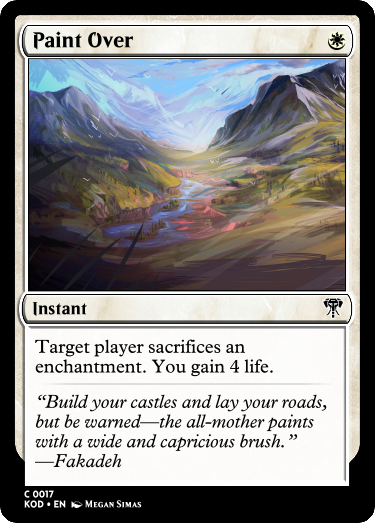 Paint Over
Instant
Target player sacrifices an
enchantment. You gain 4 life.
“Build your castles and lay your roads,
but be warned—the all-mother paints
with a wide and capricious brush.”
—Fakadeh
C 0017
KOD • EN Megan Simas